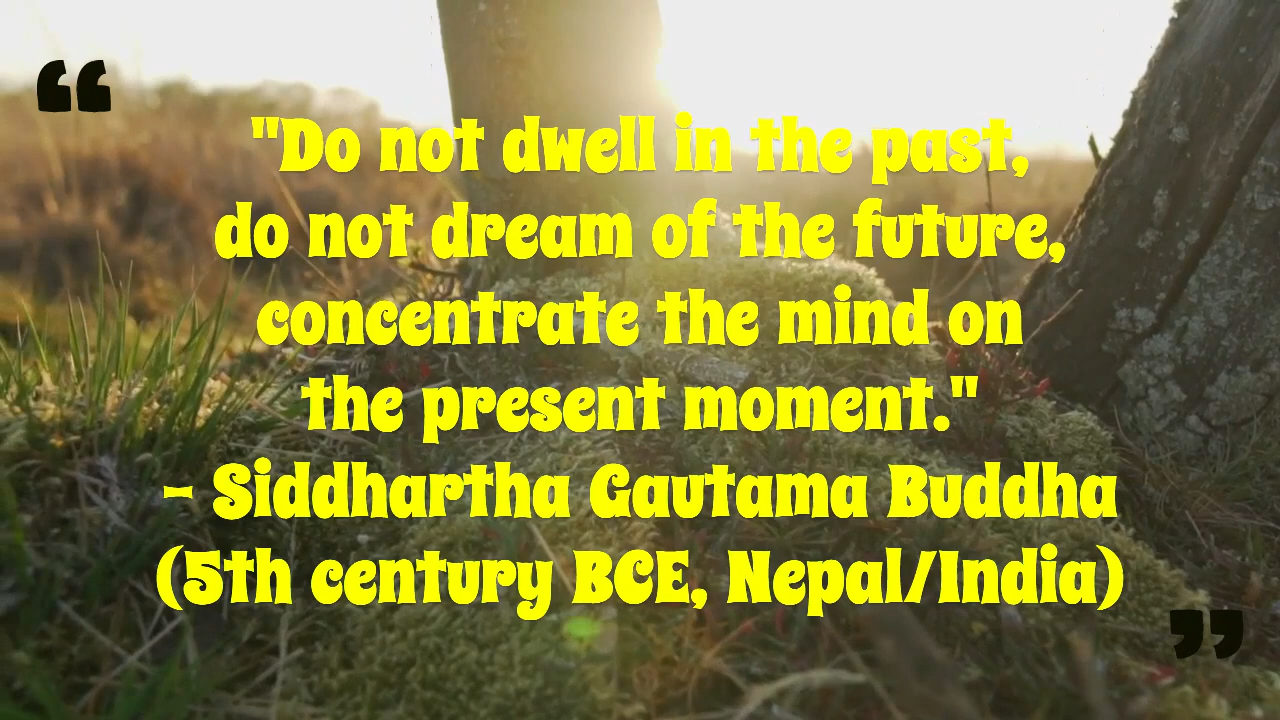 "Do not dwell in the past,
do not dream of the future,
concentrate the mind on
the present moment."
– Siddhartha Gautama Buddha
(5th century BCE, Nepal/India)